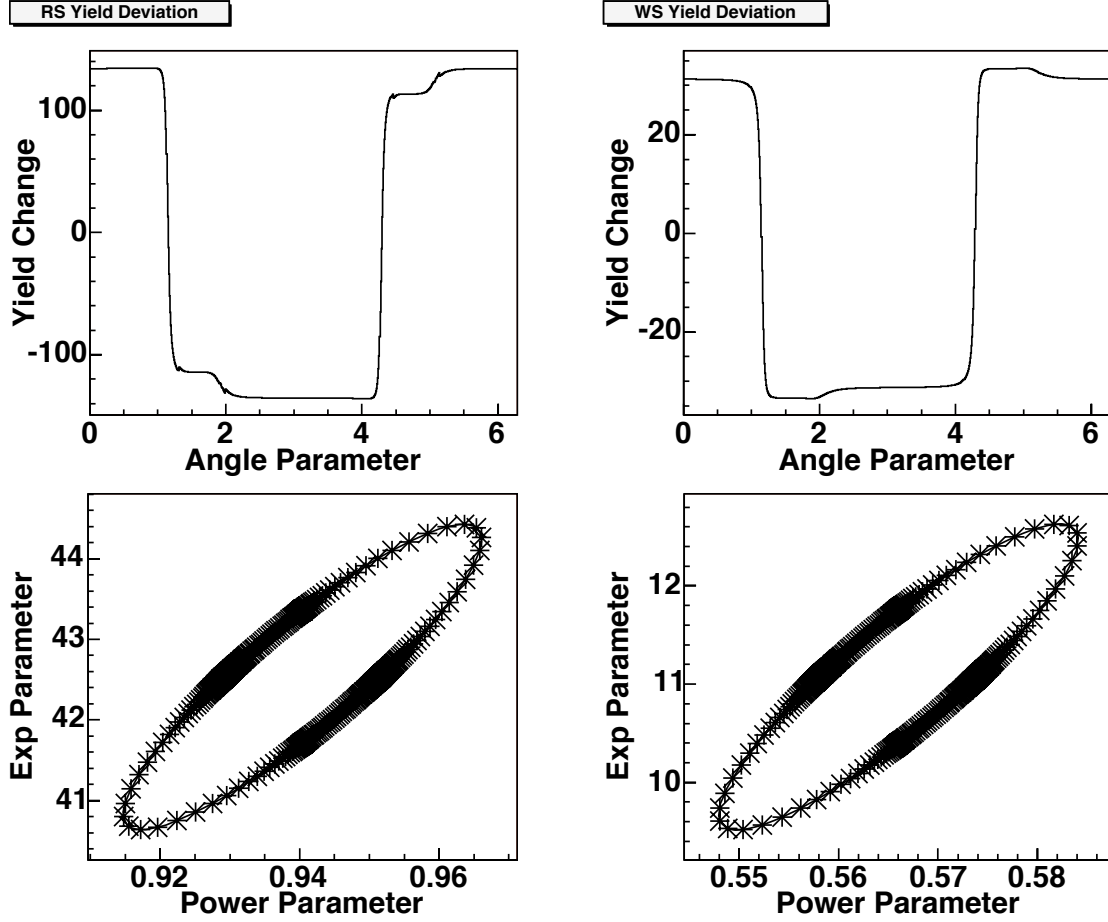 RS Yield Deviation
Yield Change
100
0
-100
0 2 4 6
Angle Parameter
WS Yield Deviation
Yield Change
20
0
-20
0 2 4 6
Angle Parameter
Exp Parameter
44
43
42
41
0.92 0.94 0.96
Power Parameter
Exp Parameter
12
11
10
0.55 0.56 0.57 0.58
Power Parameter